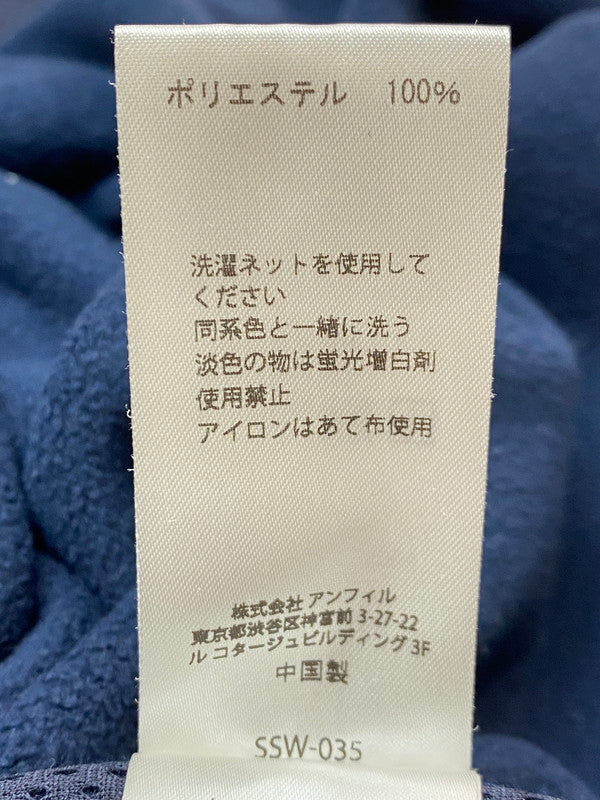 ポリエステル 100%
洗濯ネットを使用して
ください
同系色と一緒に洗う
淡色の物は蛍光増白剤
使用禁止
アイロンはあて布使用
株式会社 アンフィル
東京都渋谷区神宮前 3-27-22
ル コタージュビルディング 3F
中国製
SSW-035